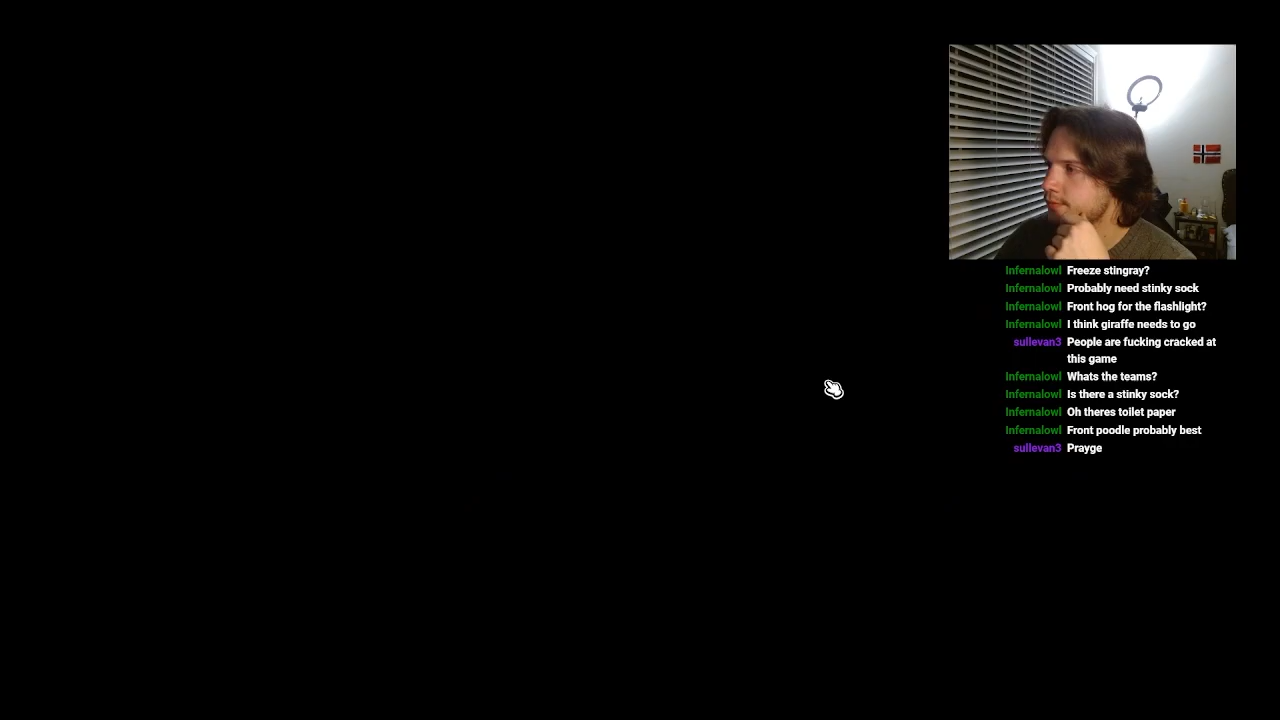 Infernalowl Freeze stingray?
Infernalowl Probably need stinky sock
Infernalowl Front hog for the flashlight?
Infernalowl I think giraffe needs to go
sullevan3 People are fucking cracked at
this game
Infernalowl Whats the teams?
Infernalowl Is there a stinky sock?
Infernalowl Oh theres toilet paper
Infernalowl Front poodle probably best
sullevan3 Prayge